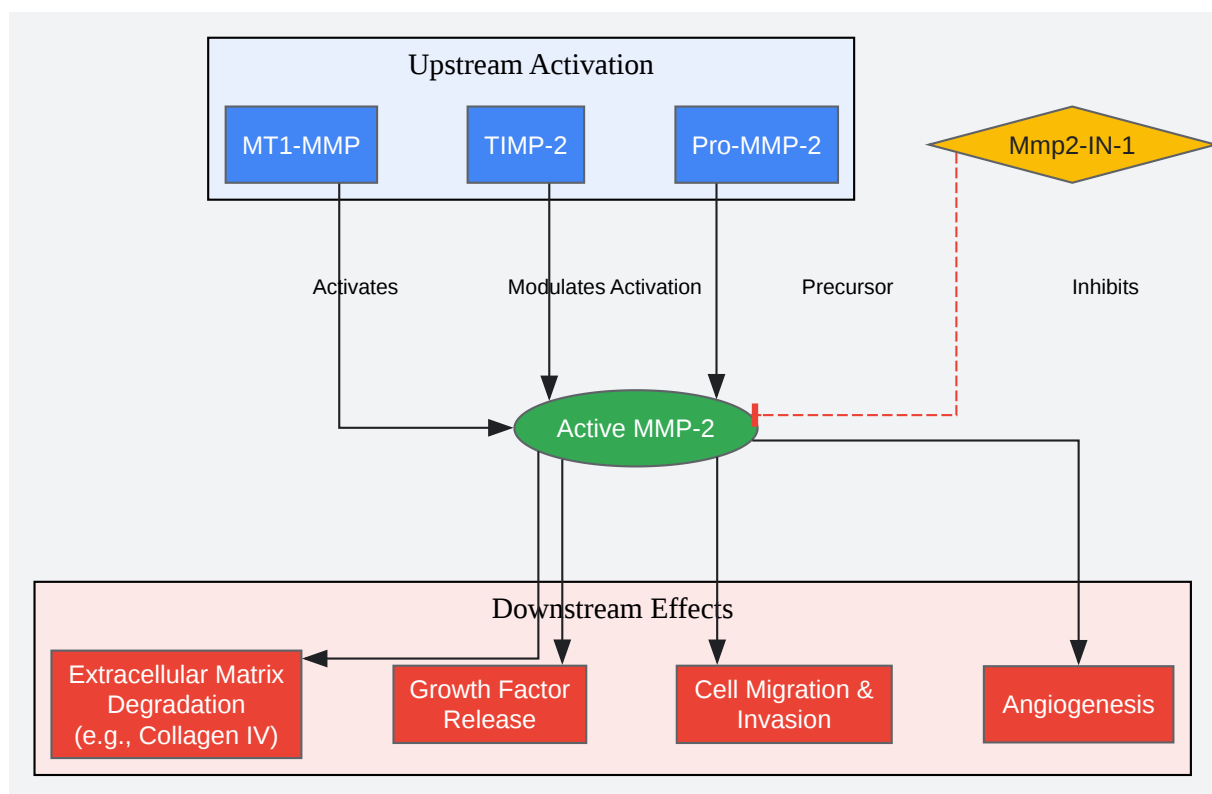 Upstream Activation
MT1-MMP
TIMP-2
Pro-MMP-2
Mmp2-IN-1
Activates
Modulates Activation
Precursor
Inhibits
Active MMP-2
Downstream Effects
Extracellular Matrix
Degradation
(e.g., Collagen IV)
Growth Factor
Release
Cell Migration &
Invasion
Angiogenesis